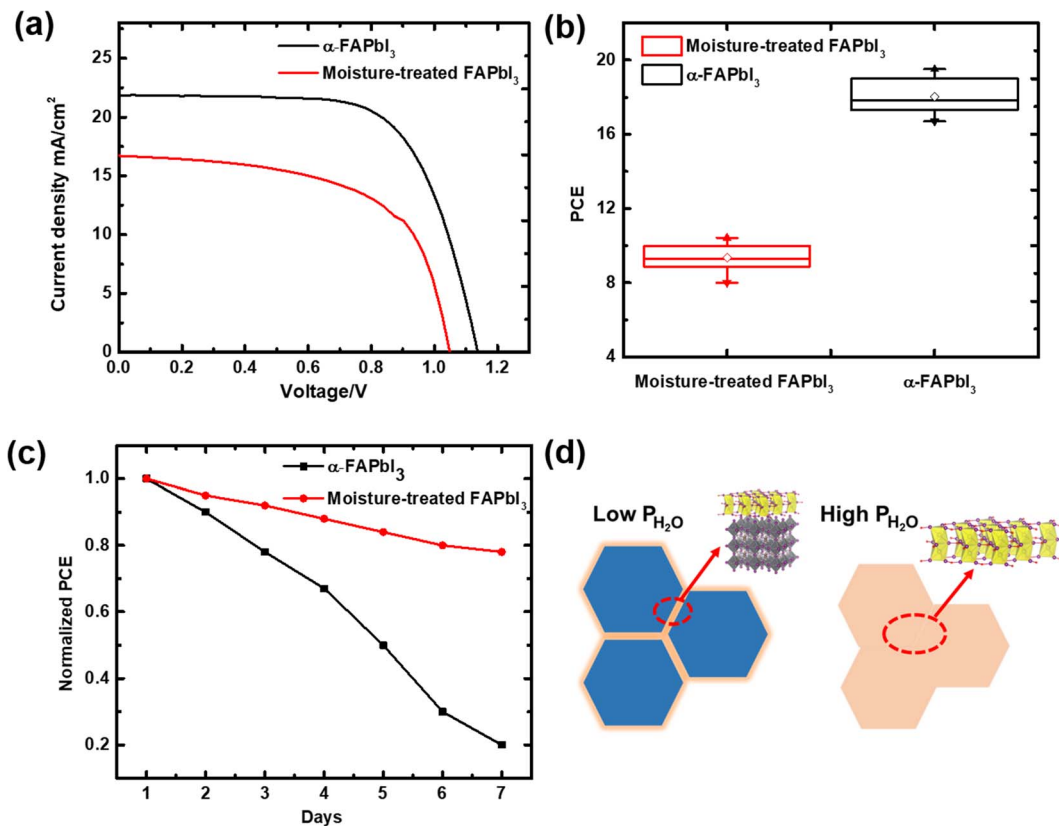 (a)
α-FAPbI3
Moisture-treated FAPbI3
25.0
22.5
20
15
10
5
0
0.0 0.2 0.4 0.6 0.8 1.0 1.2
Current density mA/cm2
Voltage/V
(b)
Moisture-treated FAPbI3
α-FAPbI3
20
16
12
8
4
PCE
Moisture-treated FAPbI3 α-FAPbI3
(c)
α-FAPbI3
Moisture-treated FAPbI3
1.0
0.8
0.6
0.4
0.2
1 2 3 4 5 6 7
Normalized PCE
Days
(d)
Low PH2O
High PH2O